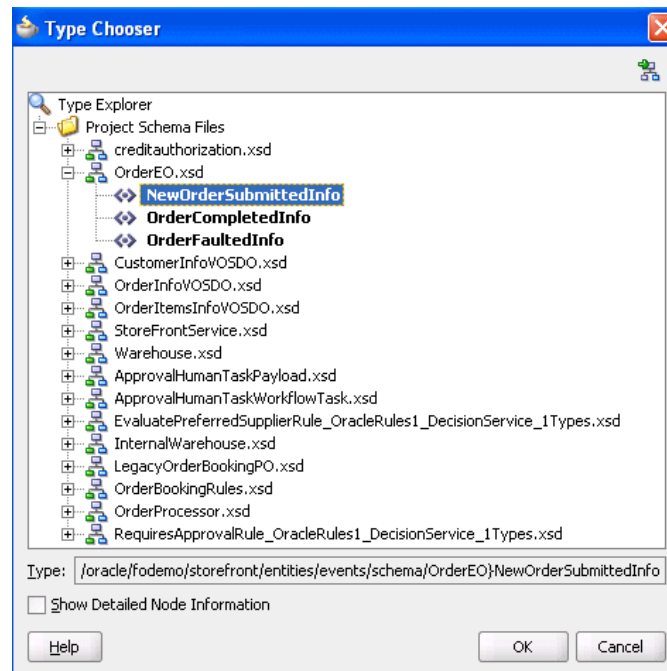 Type Chooser
Type Explorer
Project Schema Files
creditauthorization.xsd
OrderEO.xsd
NewOrderSubmittedInfo
OrderCompletedInfo
OrderFaultedInfo
CustomerInfoVOSDO.xsd
OrderInfoVOSDO.xsd
OrderItemsInfoVOSDO.xsd
StoreFrontService.xsd
Warehouse.xsd
ApprovalHumanTaskPayload.xsd
ApprovalHumanTaskWorkflowTask.xsd
EvaluatePreferredSupplierRule_OracleRules1_DecisionService_1Types.xsd
InternalWarehouse.xsd
LegacyOrderBookingPO.xsd
OrderBookingRules.xsd
OrderProcessor.xsd
RequiresApprovalRule_OracleRules1_DecisionService_1Types.xsd
Type: /oracle/fodemo/storefront/entities/events/schema/OrderEO}NewOrderSubmittedInfo
Show Detailed Node Information
Help OK Cancel